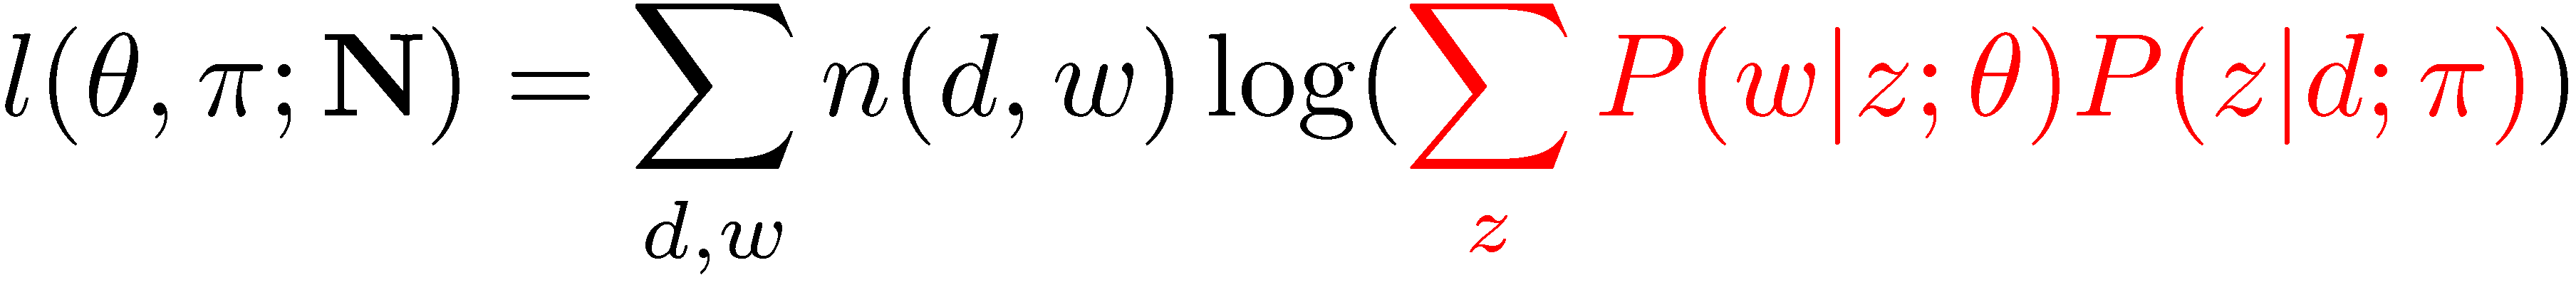 l(θ, π; N) = ∑ n(d, w) log(∑ P(w|z; θ)P(z|d; π))
d,w z